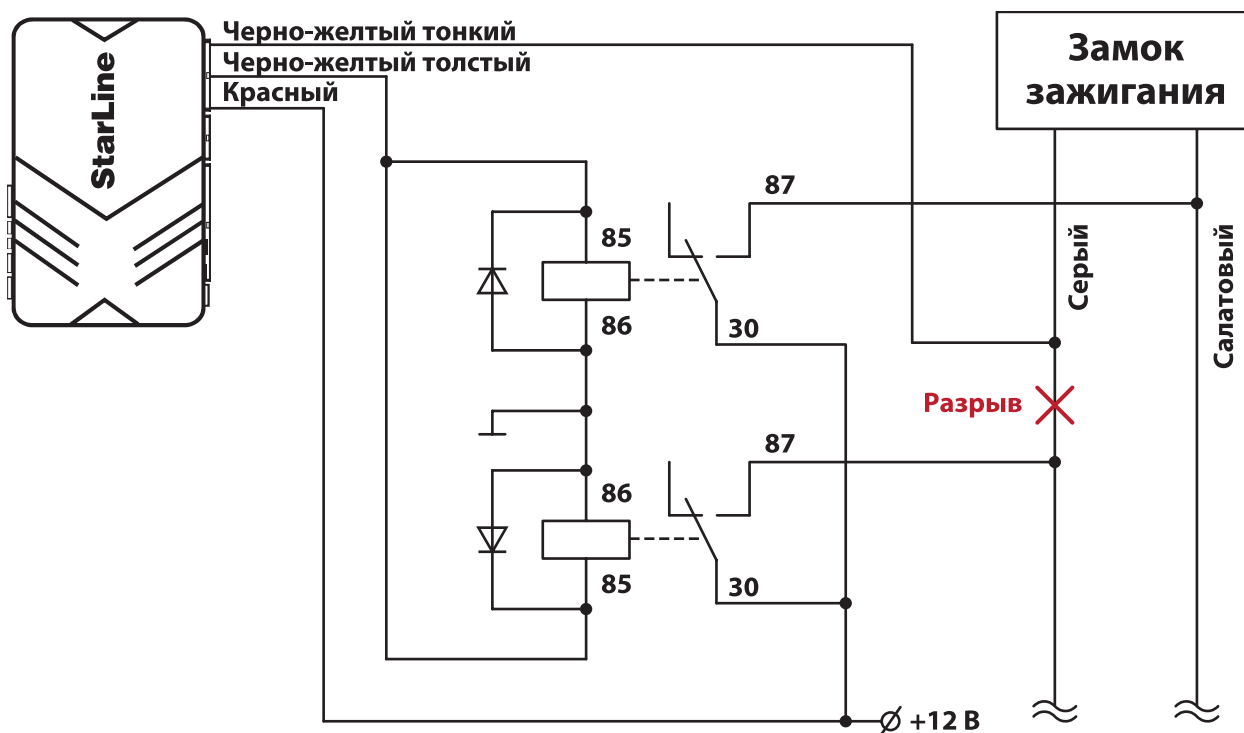 Черно-желтый тонкий
Черно-желтый толстый
Красный
StarLine
Замок
зажигания
87
85
86
30
Серый
Салатовый
Разрыв
87
86
85
30
+12 В